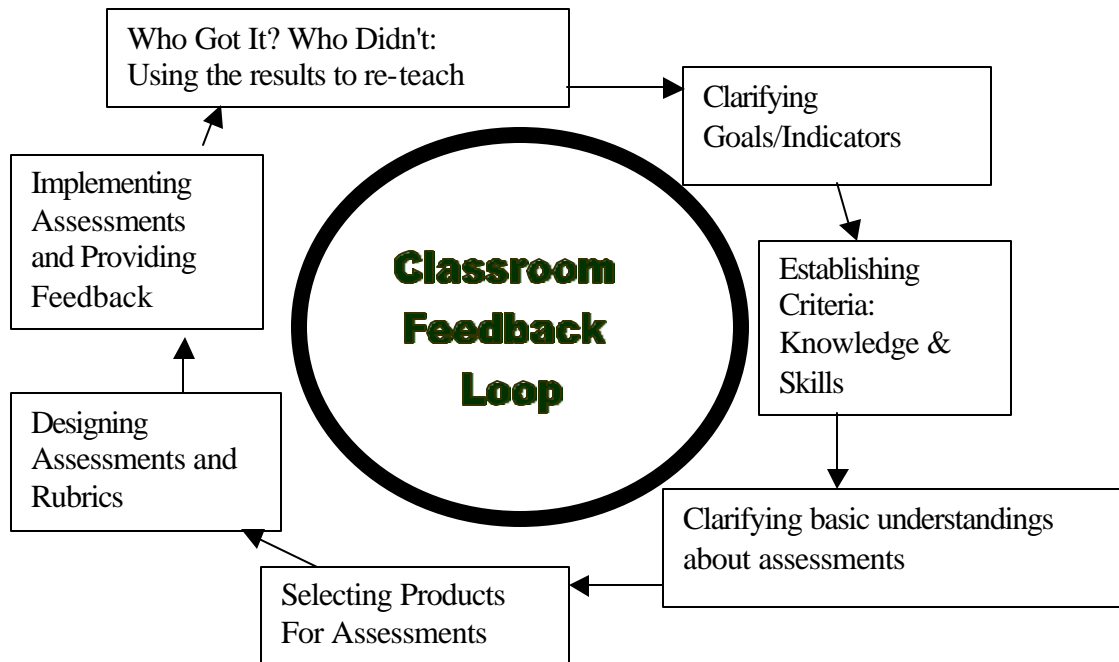 Who Got It? Who Didn't:
Using the results to re-teach
Clarifying
Goals/Indicators
Establishing
Criteria:
Knowledge &
Skills
Clarifying basic understandings
about assessments
Selecting Products
For Assessments
Designing
Assessments and
Rubrics
Implementing
Assessments
and Providing
Feedback
Classroom
Feedback
Loop